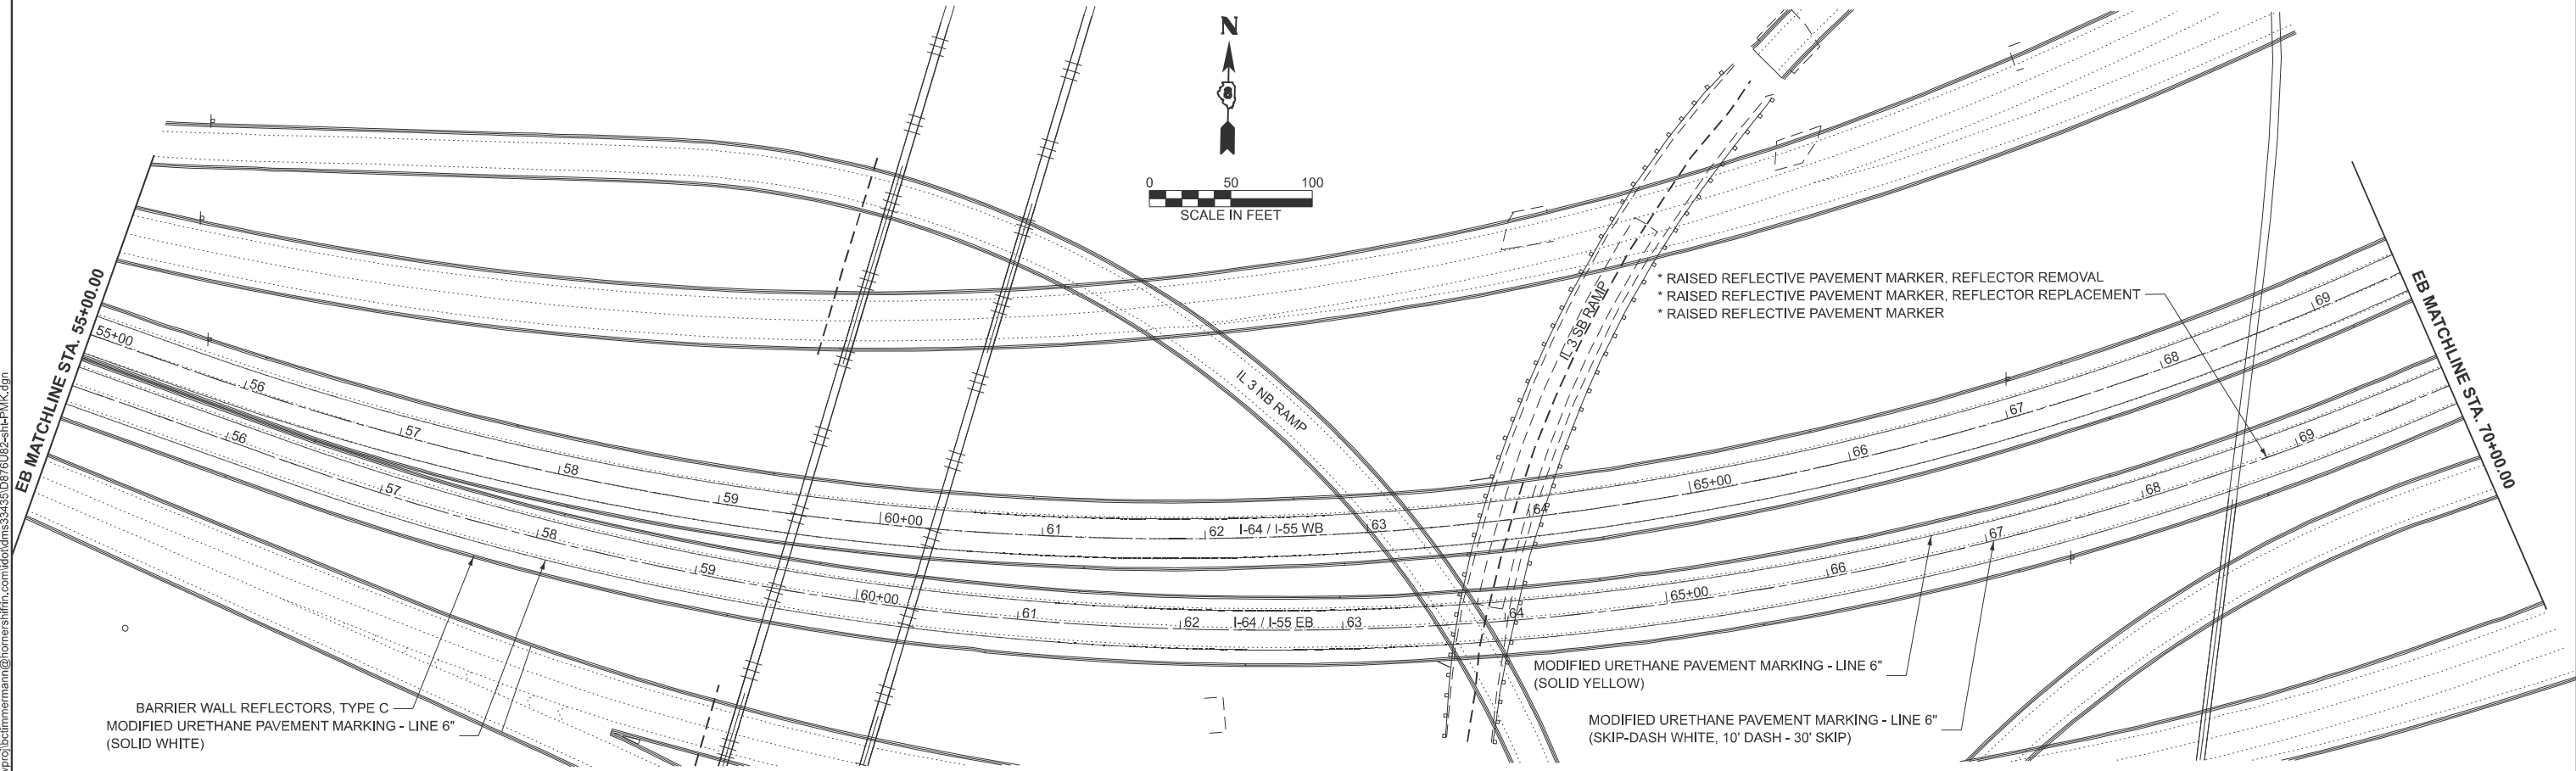 N
8
0 50 100
SCALE IN FEET
EB MATCHLINE STA. 55+00.00
EB MATCHLINE STA. 70+00.00
* RAISED REFLECTIVE PAVEMENT MARKER, REFLECTOR REMOVAL
* RAISED REFLECTIVE PAVEMENT MARKER, REFLECTOR REPLACEMENT
* RAISED REFLECTIVE PAVEMENT MARKER
IL 3 SB RAMP
IL 3 NB RAMP
55+00
56
57
58
59
60+00
61
62
I-64 / I-55 WB
63
64
65+00
66
67
68
69
56
57
58
59
60+00
61
62
I-64 / I-55 EB
63
64
65+00
66
67
68
69
BARRIER WALL REFLECTORS, TYPE C
MODIFIED URETHANE PAVEMENT MARKING - LINE 6"
(SOLID WHITE)
MODIFIED URETHANE PAVEMENT MARKING - LINE 6"
(SOLID YELLOW)
MODIFIED URETHANE PAVEMENT MARKING - LINE 6"
(SKIP-DASH WHITE, 10' DASH - 30' SKIP)